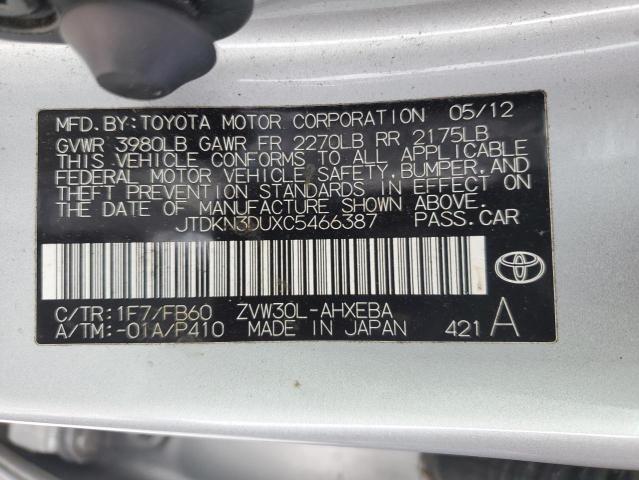 MFD.BY:TOYOTA MOTOR CORPORATION 05/12
GVWR 3980LB GAWR FR 2270LB RR 2175LB
THIS VEHICLE CONFORMS TO ALL APPLICABLE
FEDERAL MOTOR VEHICLE SAFETY,BUMPER,AND
THEFT PREVENTION STANDARDS IN EFFECT ON
THE DATE OF MANUFACTURE SHOWN ABOVE.
JTDKN3DUXC5466387 PASS.CAR
C/TR:1F7/FB60 ZVW30L-AHXEBA
A/TM:-01A/P410 MADE IN JAPAN 421 A